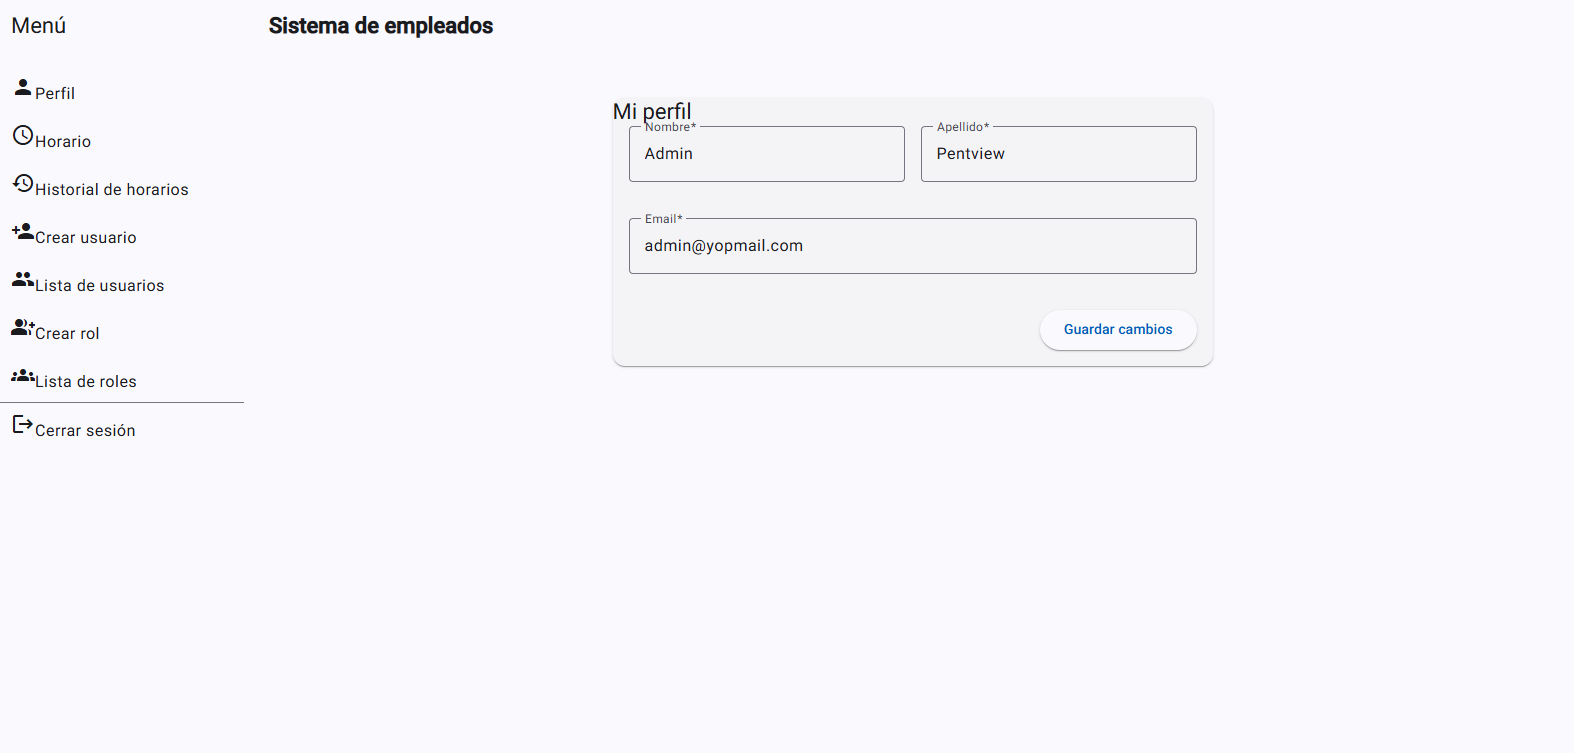 Menú
Sistema de empleados
Perfil
Horario
Historial de horarios
Crear usuario
Lista de usuarios
Crear rol
Lista de roles
Cerrar sesión
Mi perfil
Nombre*
Admin
Apellido*
Pentview
Email*
admin@yopmail.com
Guardar cambios